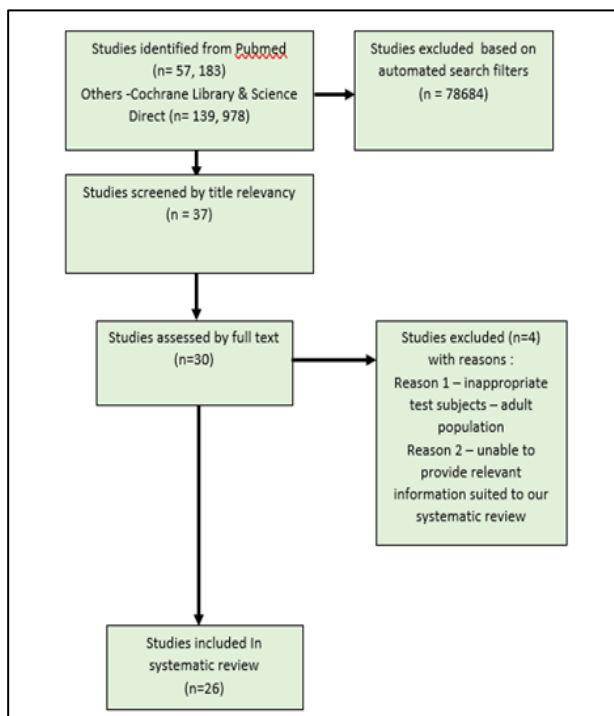 Studies identified from Pubmed
(n= 57, 183)
Others -Cochrane Library & Science
Direct (n= 139, 978)
Studies excluded based on
automated search filters
(n = 78684)
Studies screened by title relevancy
(n = 37)
Studies assessed by full text
(n=30)
Studies excluded (n=4)
with reasons :
Reason 1 – inappropriate
test subjects – adult
population
Reason 2 – unable to
provide relevant
information suited to our
systematic review
Studies included In
systematic review
(n=26)